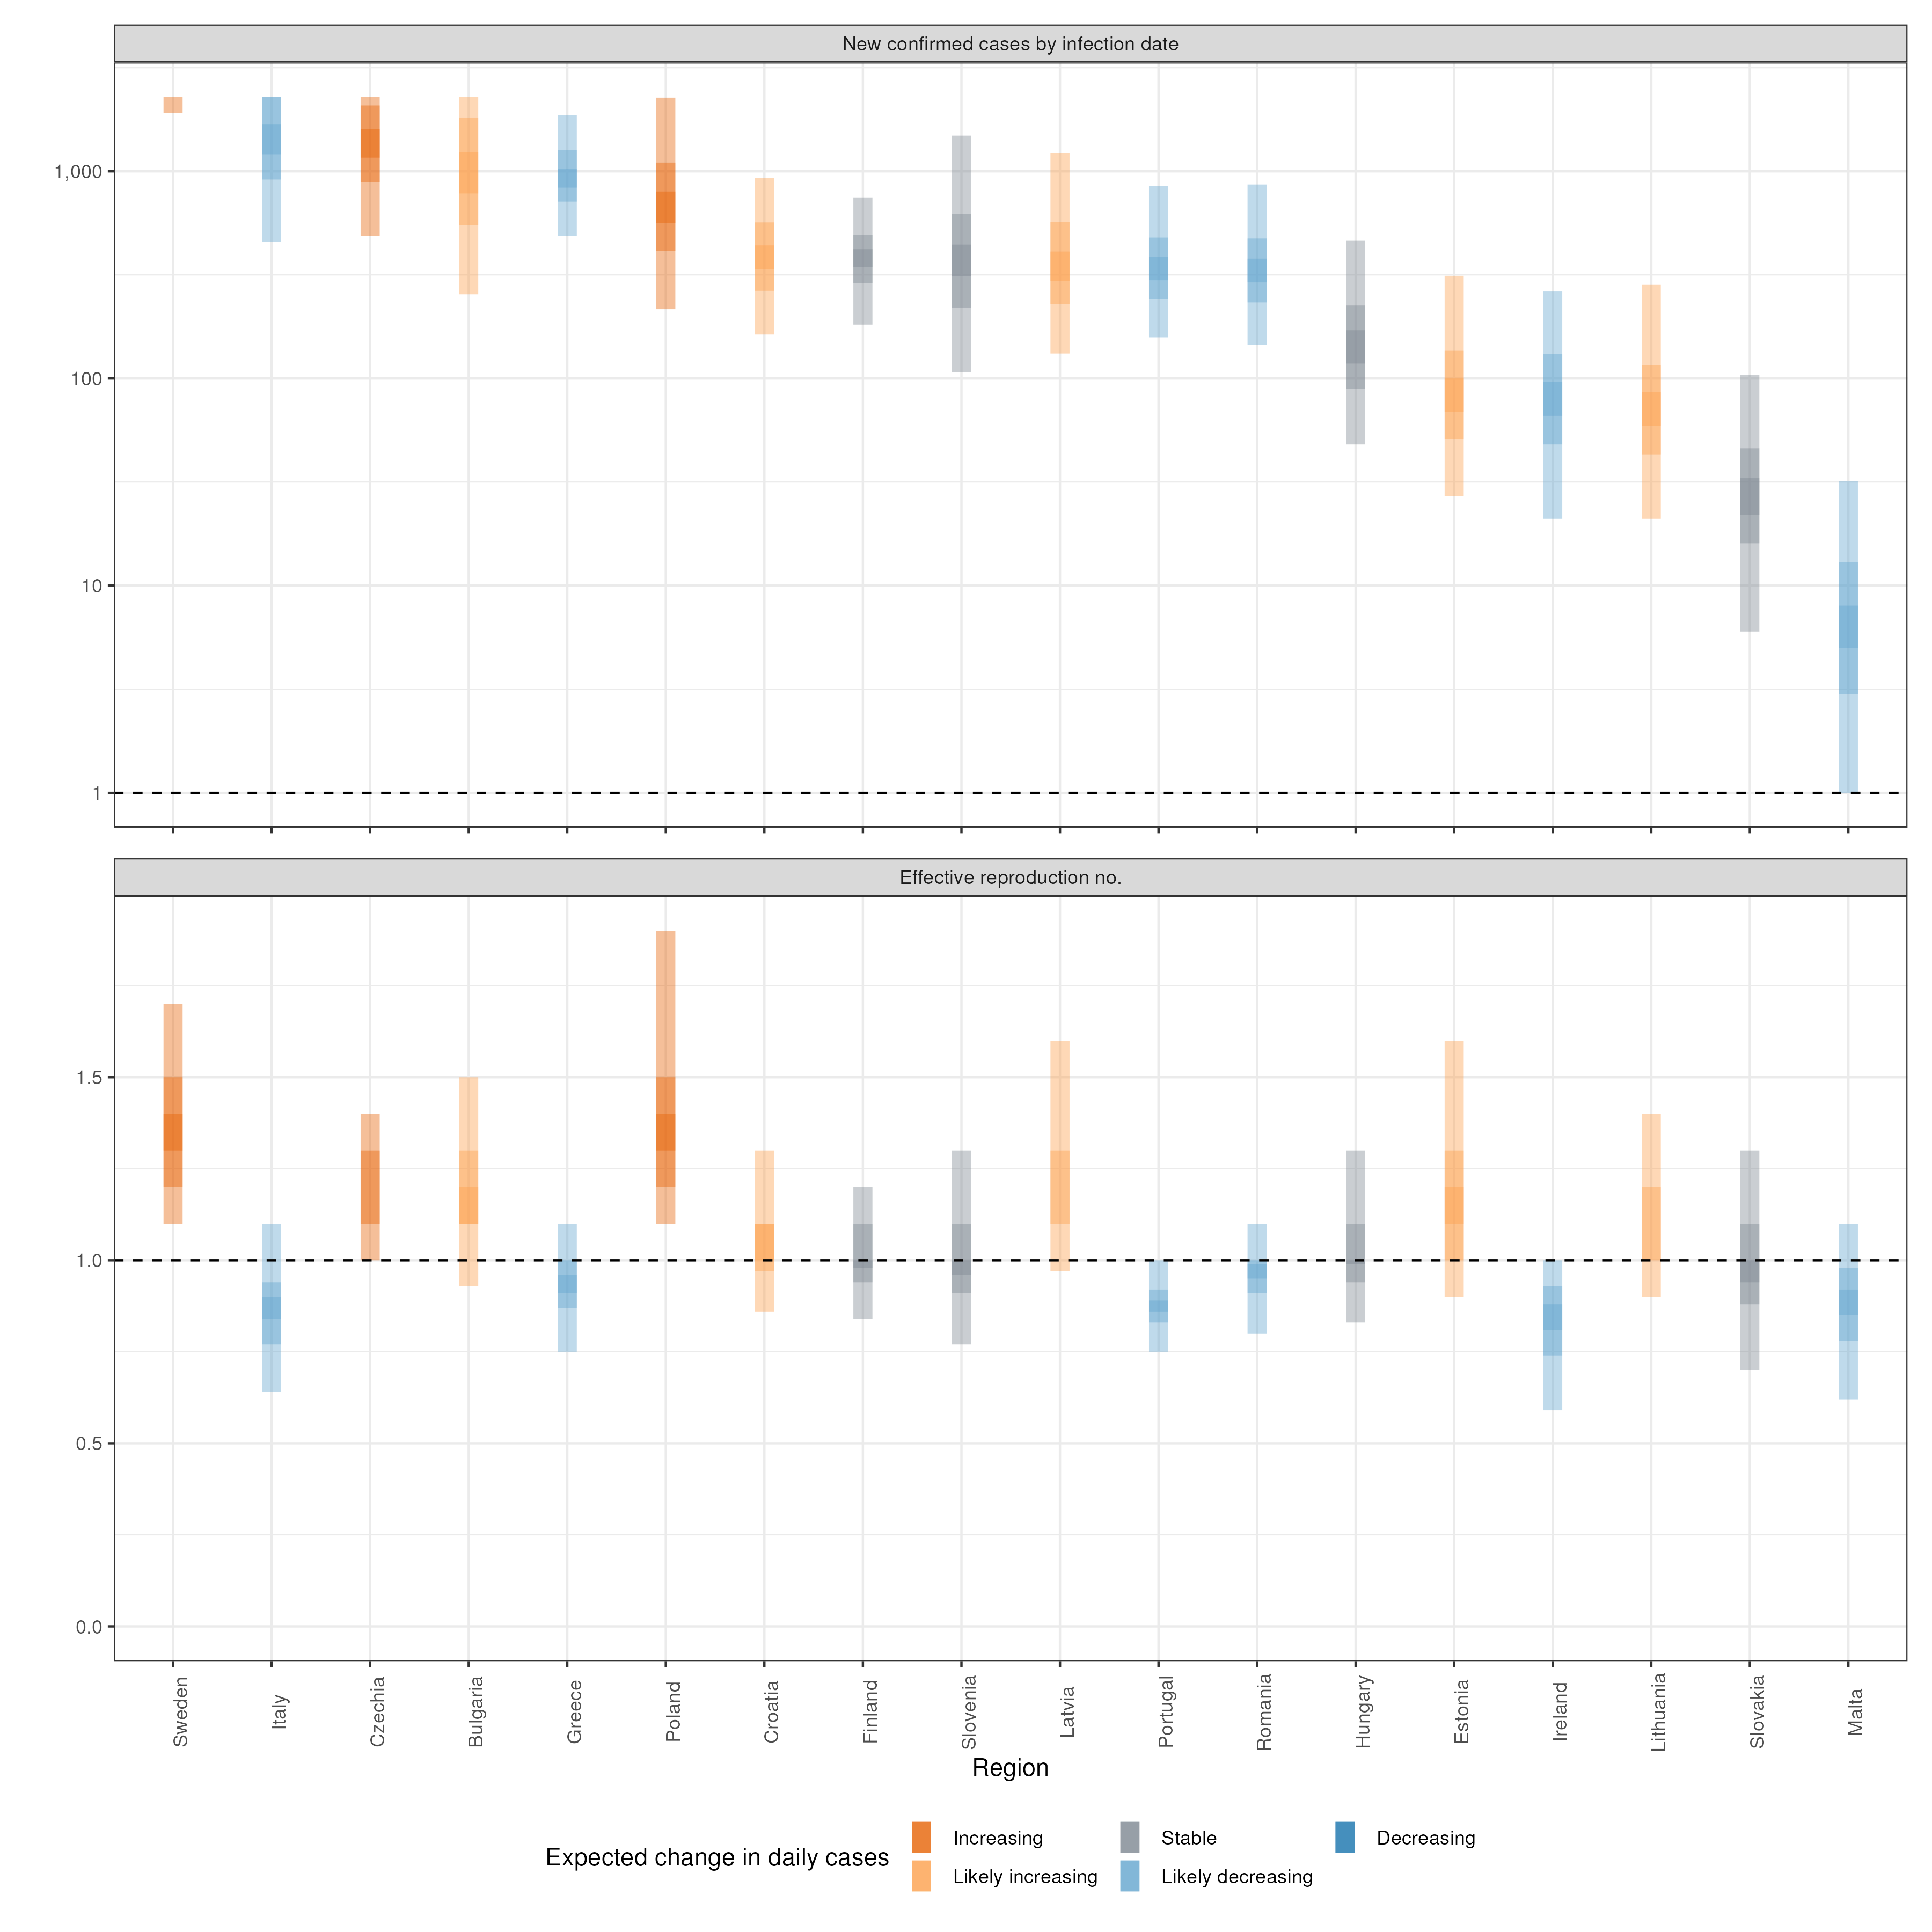 New confirmed cases by infection date
1,000
100
10
1
Effective reproduction no.
1.5
1.0
0.5
0.0
Sweden
Italy
Czechia
Bulgaria
Greece
Poland
Croatia
Finland
Slovenia
Latvia
Portugal
Romania
Hungary
Estonia
Ireland
Lithuania
Slovakia
Malta
Region
Expected change in daily cases
Increasing
Stable
Decreasing
Likely increasing
Likely decreasing